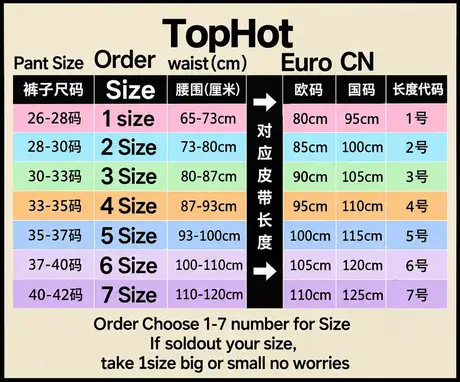 TopHot
Pant Size Order waist(cm) Euro CN
裤子尺码 Size 腰围(厘米) 欧码 国码 长度代码
26-28码 1 size 65-73cm 80cm 95cm 1号
28-30码 2 Size 73-80cm 85cm 100cm 2号
30-33码 3 Size 80-87cm 90cm 105cm 3号
33-35码 4 Size 87-93cm 95cm 110cm 4号
35-37码 5 Size 93-100cm 100cm 115cm 5号
37-40码 6 Size 100-110cm 105cm 120cm 6号
40-42码 7 Size 110-120cm 110cm 125cm 7号
对应皮带长度
Order Choose 1-7 number for Size
If soldout your size,
take 1size big or small no worries